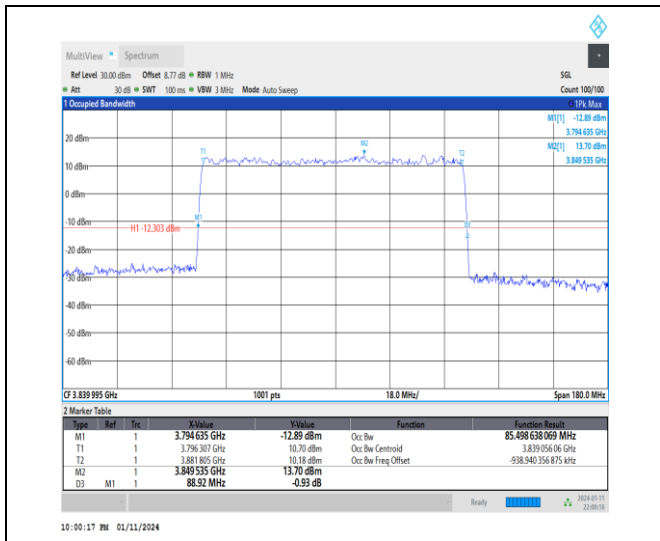 MultiView Spectrum
Ref Level 30.00 dBm Offset 8.77 dB RBW 1 MHz SGL
Att 30 dB SWT 100 ms VBW 3 MHz Mode Auto Sweep Count 100/100
1 Occupied Bandwidth 1Pk Max
M1[1] -12.89 dBm
3.794 635 GHz
20 dBm M2 M2[1] 13.70 dBm
T1 T2 3.849 535 GHz
10 dBm
0 dBm
-10 dBm M1
H1 -12.303 dBm D3
-20 dBm
-30 dBm
-40 dBm
-50 dBm
-60 dBm
CF 3.839 995 GHz 1001 pts 18.0 MHz/ Span 180.0 MHz
2 Marker Table
Type Ref Trc X-Value Y-Value Function Function Result
M1 1 3.794 635 GHz -12.89 dBm Occ Bw 85.498 638 069 MHz
T1 1 3.796 307 GHz 10.70 dBm Occ Bw Centroid 3.839 056 06 GHz
T2 1 3.881 805 GHz 10.18 dBm Occ Bw Freq Offset -938.940 356 875 kHz
M2 1 3.849 535 GHz 13.70 dBm
D3 M1 1 88.92 MHz -0.93 dB
Ready 2024-01-11
22:00:18
10:00:17 PM 01/11/2024